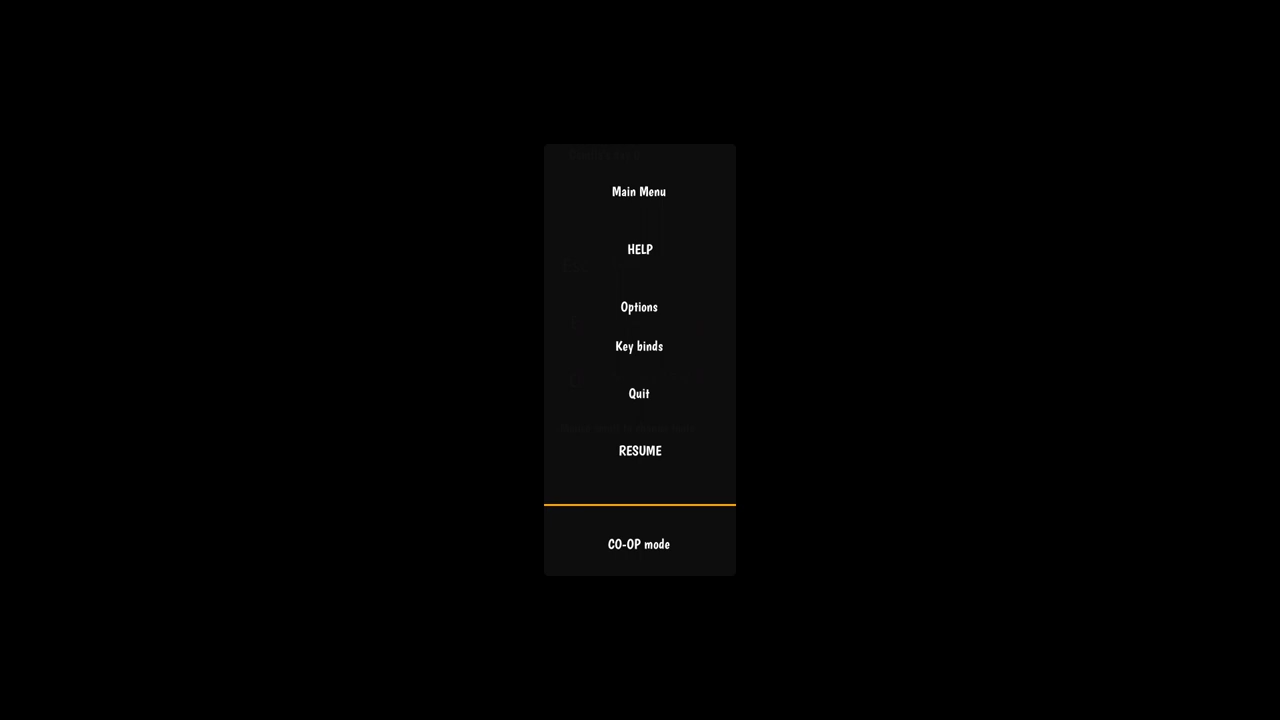 Main Menu
HELP
Options
Key binds
Quit
RESUME
CO-OP mode